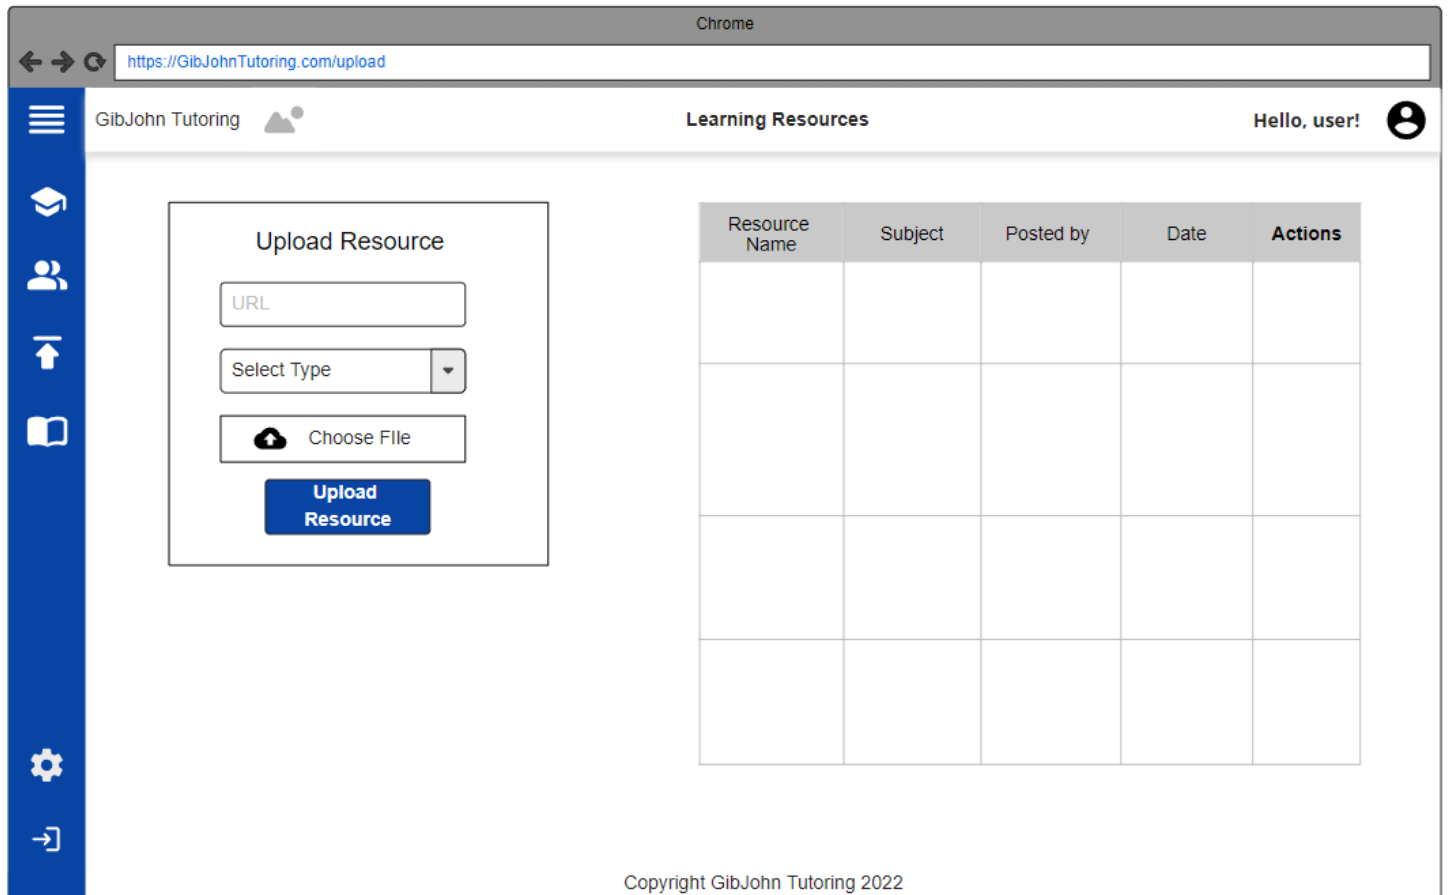 Chrome
https://GibJohnTutoring.com/upload
GibJohn Tutoring
Learning Resources
Hello, user!
Upload Resource
URL
Select Type
Choose FIle
Upload
Resource
Resource
Name
Subject
Posted by
Date
Actions
Copyright GibJohn Tutoring 2022